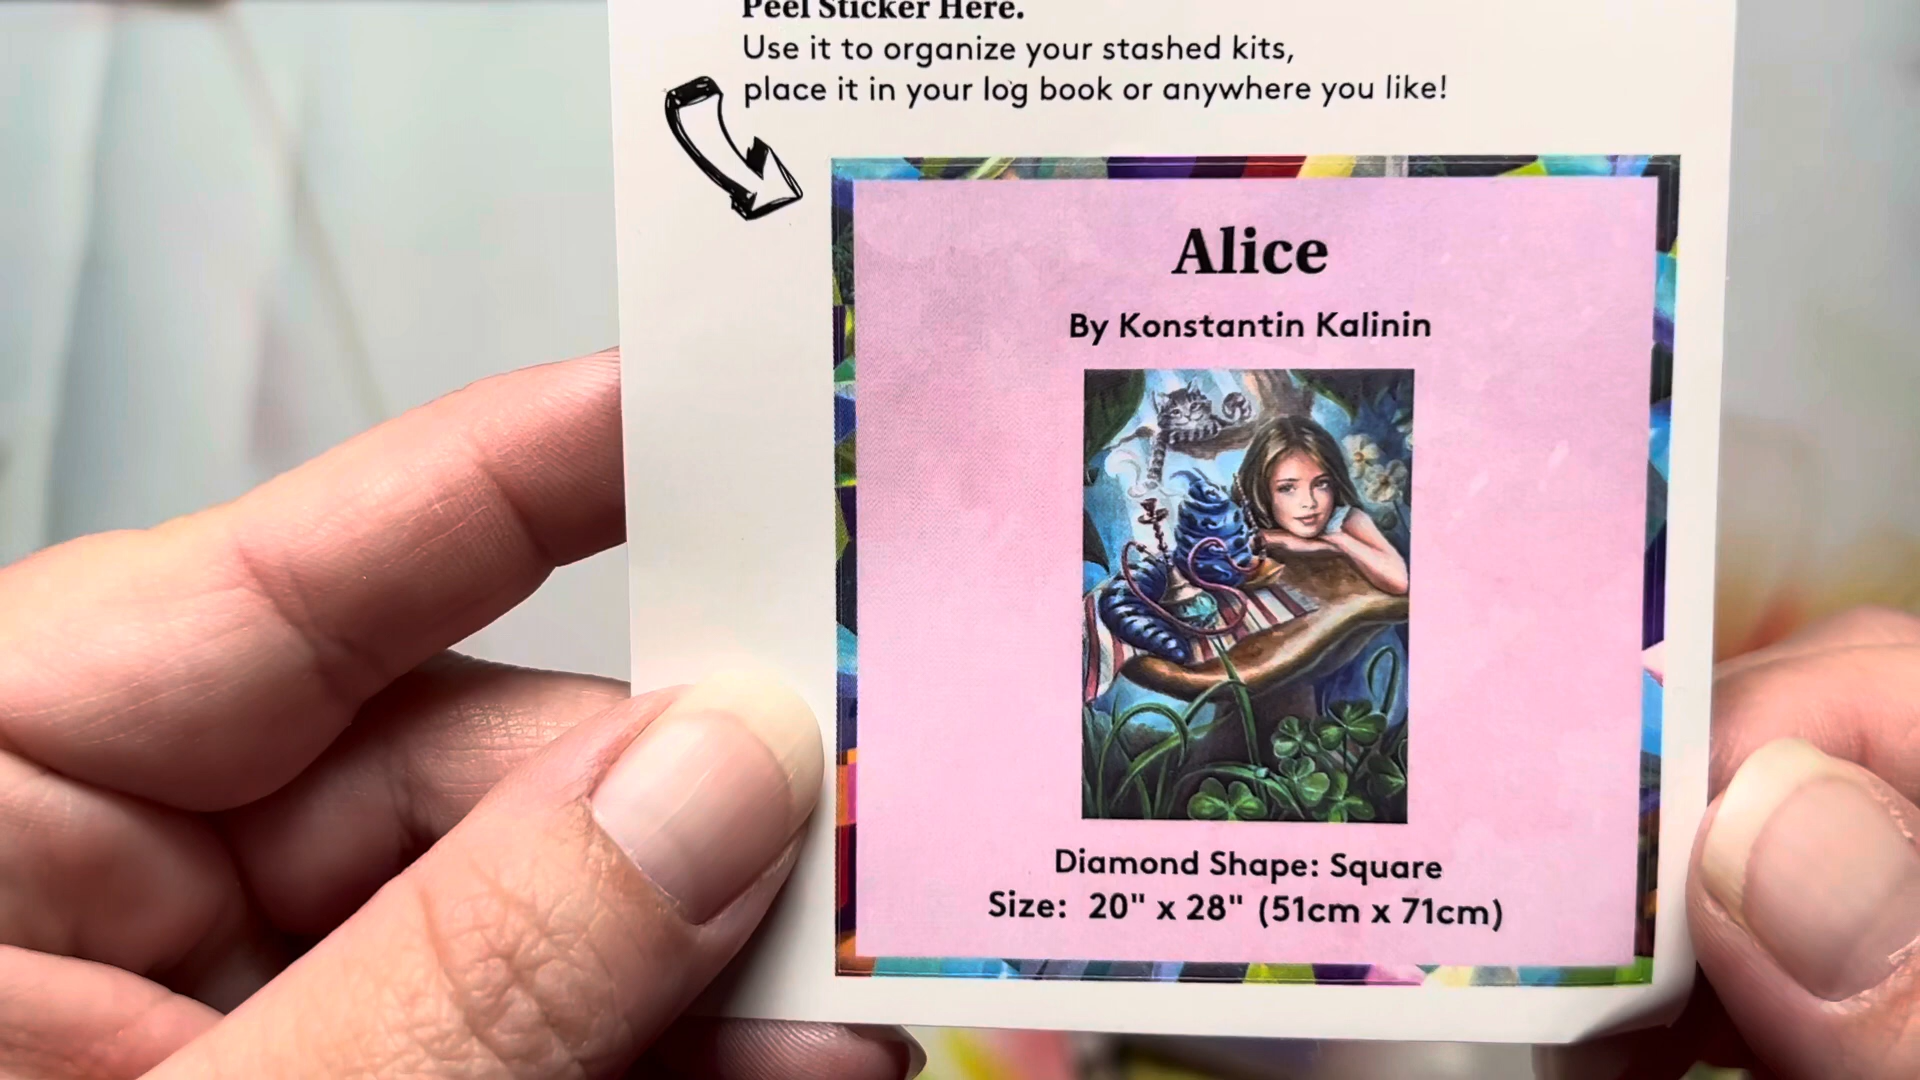 Peel Sticker Here.
Use it to organize your stashed kits,
place it in your log book or anywhere you like!
Alice
By Konstantin Kalinin
Diamond Shape: Square
Size: 20" x 28" (51cm x 71cm)